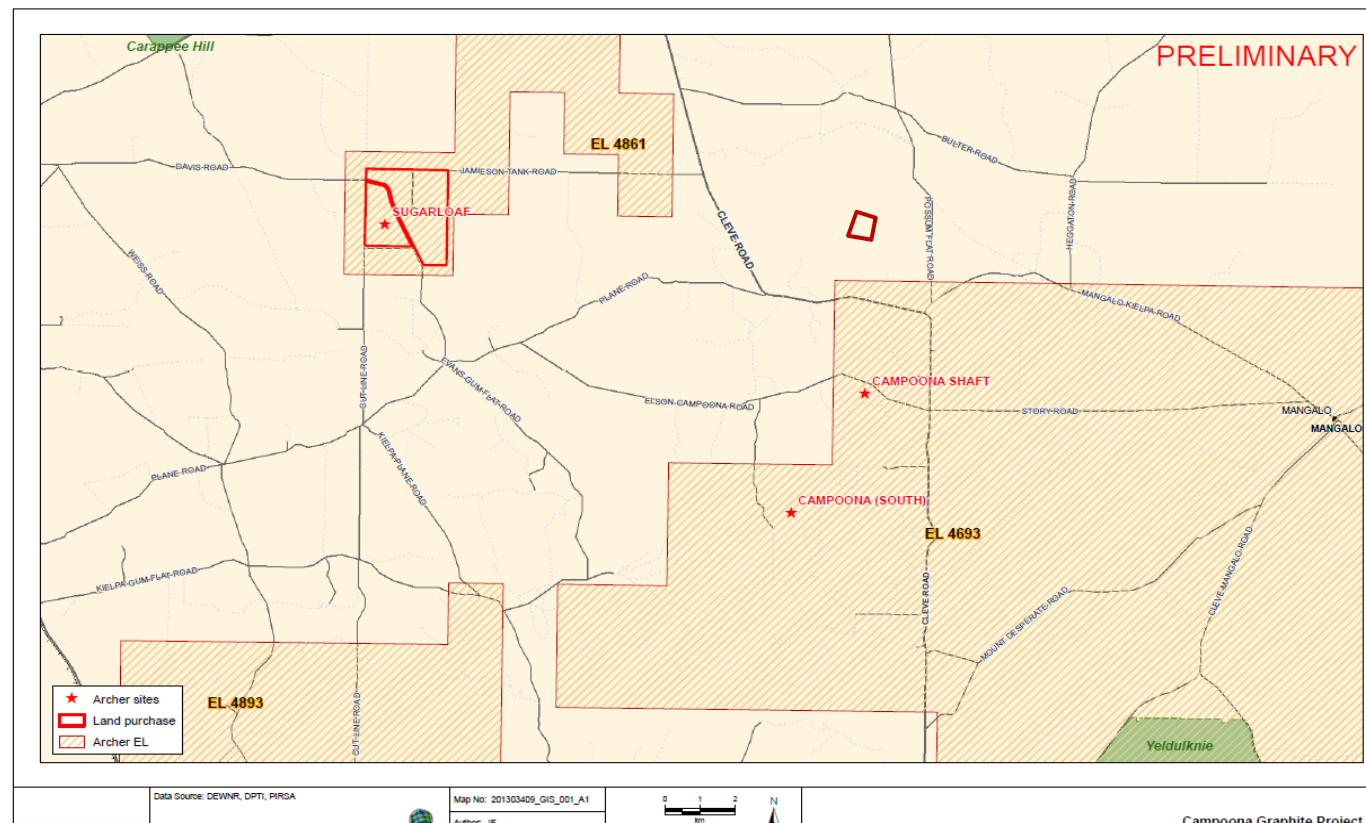 Carappee Hill
PRELIMINARY
EL 4861
BULTER-ROAD
DAVIS-ROAD
JAMIESON-TANK-ROAD
SUGARLOAF
CLEVE-ROAD
POSSUM-FLAT-ROAD
HEGGATON-ROAD
WEISS-ROAD
PLANE-ROAD
MANGALO-KIELPA-ROAD
CUT-LINE-ROAD
EVANS-GUM-FLAT-ROAD
CAMPOONA SHAFT
ELSON-CAMPOONA-ROAD
STORY-ROAD
MANGALO
MANGALO
KIELPA-PLANE-ROAD
PLANE-ROAD
CAMPOONA (SOUTH)
EL 4693
KIELPA-GUM-FLAT-ROAD
CLEVE-ROAD
MOUNT-DESPERATE-ROAD
CLEVE-MANGALO-ROAD
EL 4893
CUT-LINE-ROAD
Yeldulknie
Archer sites
Land purchase
Archer EL
Data Source: DEWNR, DPTI, PIRSA
Map No: 201303409_GIS_001_A1
0 1 2
km
N
Campoona Graphite Project